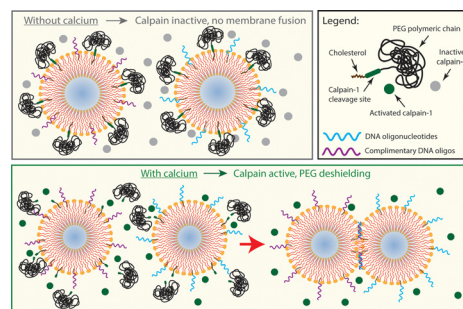 Without calcium → Calpain inactive, no membrane fusion
Legend:
PEG polymeric chain
Cholesterol
Inactive
calpain-
Calpain-1
cleavage site
Activated calpain-1
DNA oligonucleotides
Complimentary DNA oligos
With calcium → Calpain active, PEG deshielding